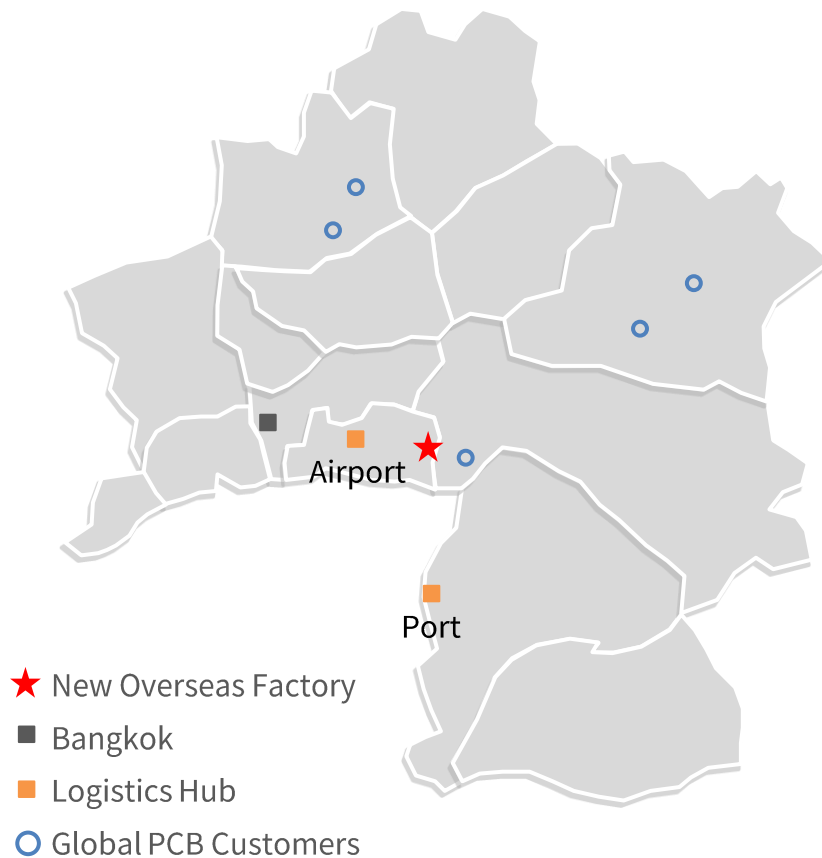 Airport
Port
New Overseas Factory
Bangkok
Logistics Hub
Global PCB Customers